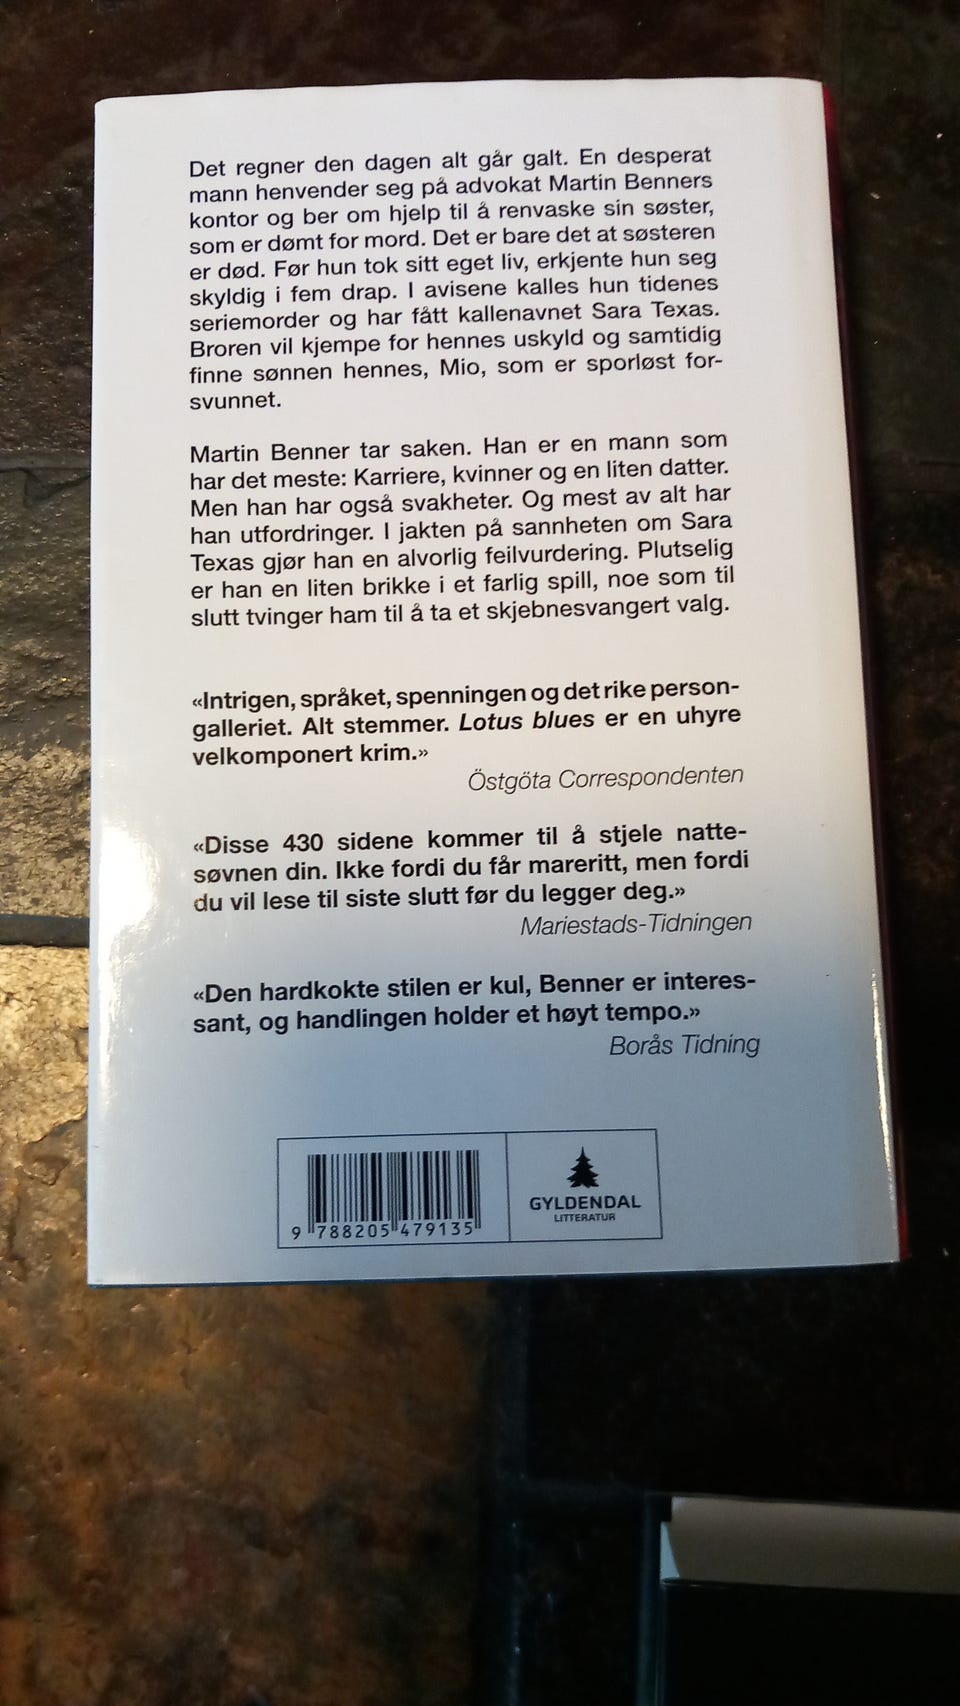 Det regner den dagen alt går galt. En desperat
mann henvender seg på advokat Martin Benners
kontor og ber om hjelp til å renvaske sin søster,
som er dømt for mord. Det er bare det at søsteren
er død. Før hun tok sitt eget liv, erkjente hun seg
skyldig i fem drap. I avisene kalles hun tidenes
seriemorder og har fått kallenavnet Sara Texas.
Broren vil kjempe for hennes uskyld og samtidig
finne sønnen hennes, Mio, som er sporløst for-
svunnet.
Martin Benner tar saken. Han er en mann som
har det meste: Karriere, kvinner og en liten datter.
Men han har også svakheter. Og mest av alt har
han utfordringer. I jakten på sannheten om Sara
Texas gjør han en alvorlig feilvurdering. Plutselig
er han en liten brikke i et farlig spill, noe som til
slutt tvinger ham til å ta et skjebnesvangert valg.
«Intrigen, språket, spenningen og det rike person-
galleriet. Alt stemmer. Lotus blues er en uhyre
velkomponert krim.»
Östgöta Correspondenten
«Disse 430 sidene kommer til å stjele natte-
søvnen din. Ikke fordi du får mareritt, men fordi
du vil lese til siste slutt før du legger deg.»
Mariestads-Tidningen
«Den hardkokte stilen er kul, Benner er interes-
sant, og handlingen holder et høyt tempo.»
Borås Tidning
9 788205 479135
GYLDENDAL
LITTERATUR